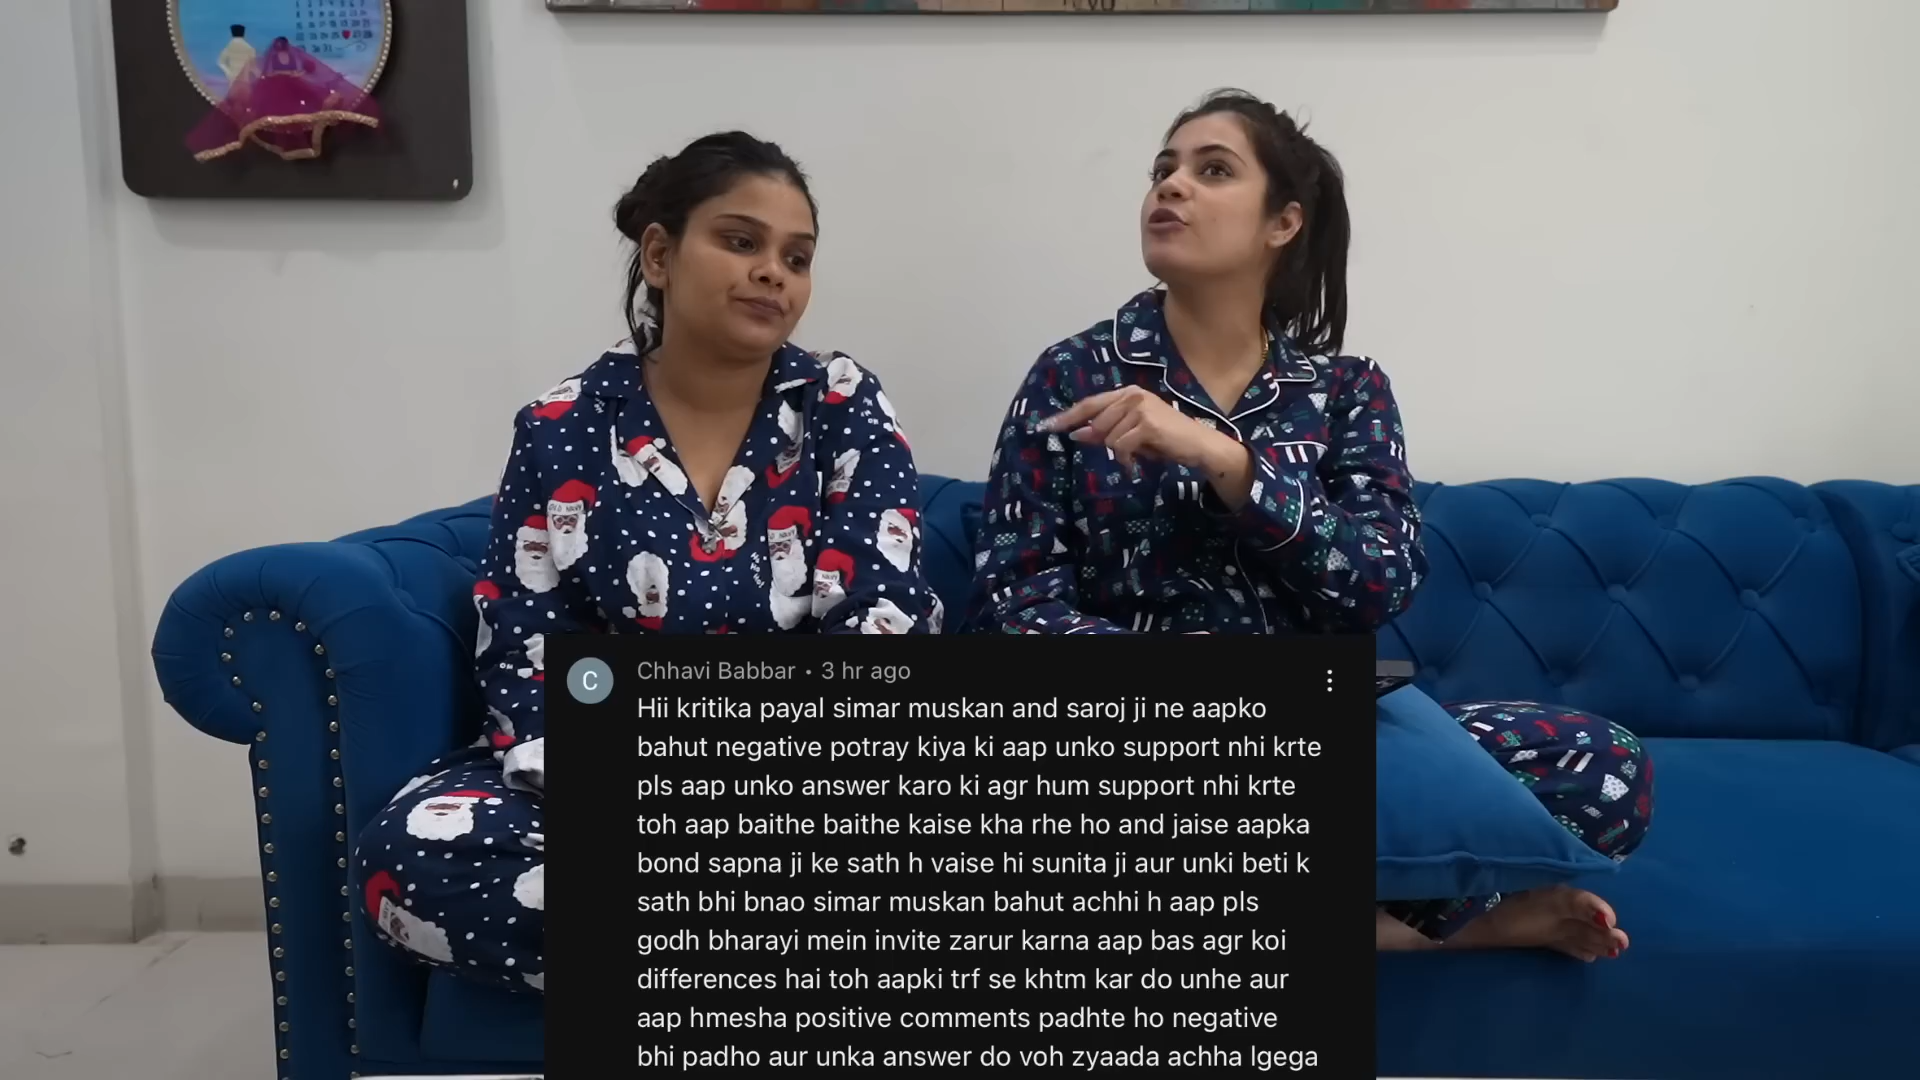 Chhavi Babbar • 3 hr ago
C
Hii kritika payal simar muskan and saroj ji ne aapko
bahut negative potray kiya ki aap unko support nhi krte
pls aap unko answer karo ki agr hum support nhi krte
toh aap baithe baithe kaise kha rhe ho and jaise aapka
bond sapna ji ke sath h vaise hi sunita ji aur unki beti k
sath bhi bnao simar muskan bahut achhi h aap pls
godh bharayi mein invite zarur karna aap bas agr koi
differences hai toh aapki trf se khtm kar do unhe aur
aap hmesha positive comments padhte ho negative
bhi padho aur unka answer do voh zyaada achha lgega